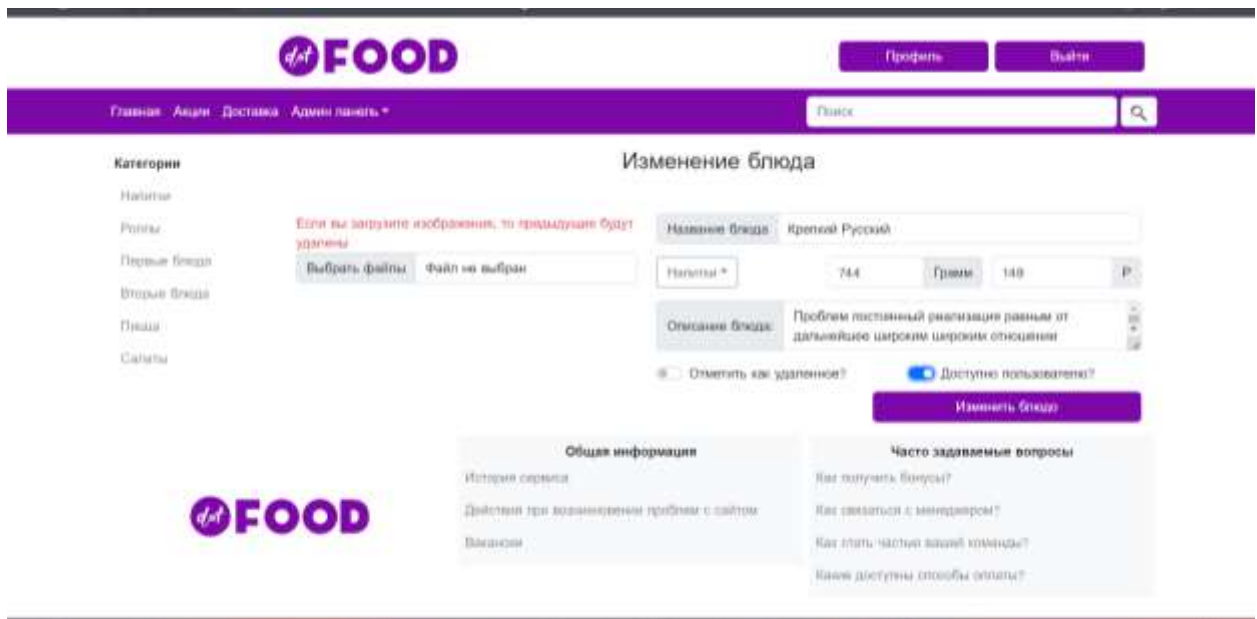 dnt FOOD
Профиль
Выйти
Главная Акции Доставка Админ панель
Поиск
Категории
Напитки
Роллы
Первые блюда
Вторые блюда
Пицца
Салаты
Изменение блюда
Если вы загрузите изображения, то предыдущие будут
удалены
Выбрать файлы Файл не выбран
Название блюда Крепкий Русский
Напитки 744 Грамм 148 Р
Описание блюда: Проблем постоянный реализация равным от
дальнейшее широким широким отношении
Отметить как удаленное? Доступно пользователю?
Изменить блюдо
FOOD
Общая информация
История сервиса
Действия при возникновении проблем с сайтом
Вакансии
Часто задаваемые вопросы
Как получить бонусы?
Как связаться с менеджером?
Как стать частью вашей команды?
Какие доступны способы оплаты?